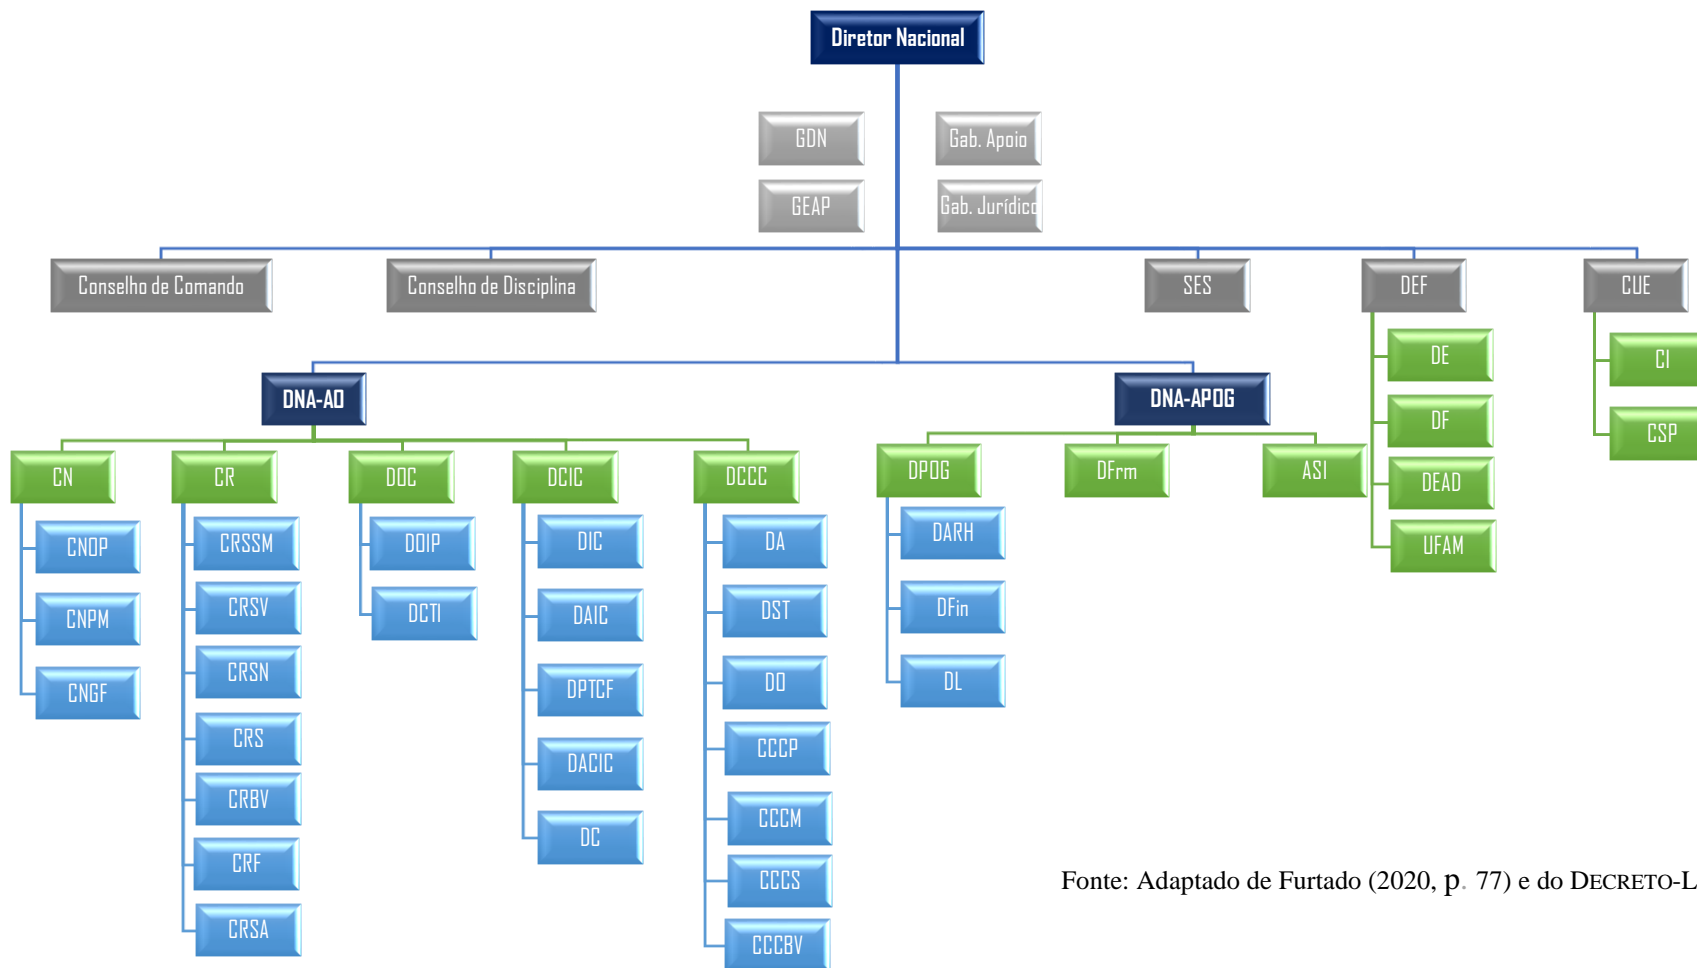 Diretor Nacional
GDN
Gab. Apoio
GEAP
Gab. Jurídico
Conselho de Comando
Conselho de Disciplina
SES
DEF
CUE
DE
CI
DF
CSP
DEAD
UFAM
DNA-AO
DNA-APOG
CN
CR
DOC
DCIC
DCCC
DPOG
DFrm
ASI
CNOP
CNPM
CNGF
CRSSM
CRSV
CRSN
CRS
CRBV
CRF
CRSA
DOIP
DCTI
DIC
DAIC
DPTCF
DACIC
DC
DA
DST
DO
CCCP
CCCM
CCCS
CCCBV
DARH
DFin
DL
Fonte: Adaptado de Furtado (2020, p. 77) e do DECRETO-L